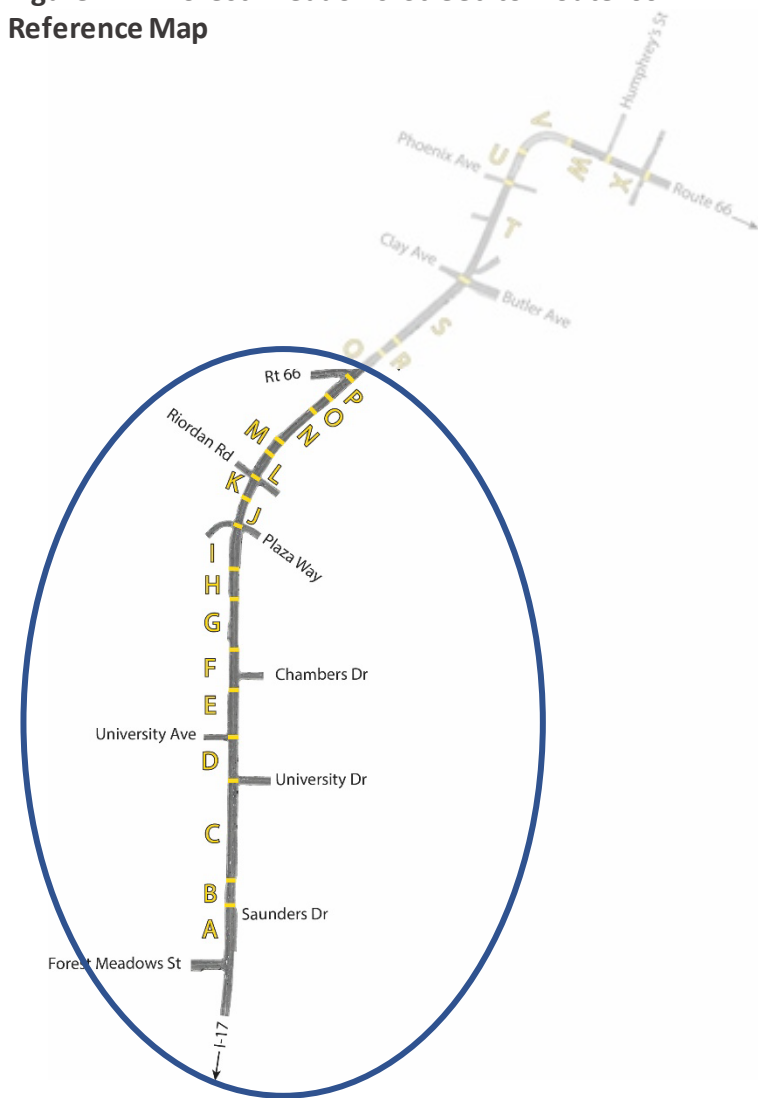 Reference Map
Humphrey's St
V
Phoenix Ave
U
W
X
Route 66
T
Clay Ave
Butler Ave
S
Q
R
Rt 66
P
O
Riordan Rd
M
N
L
K
J
I
Plaza Way
H
G
F
Chambers Dr
E
University Ave
D
University Dr
C
B
Saunders Dr
A
Forest Meadows St
I-17